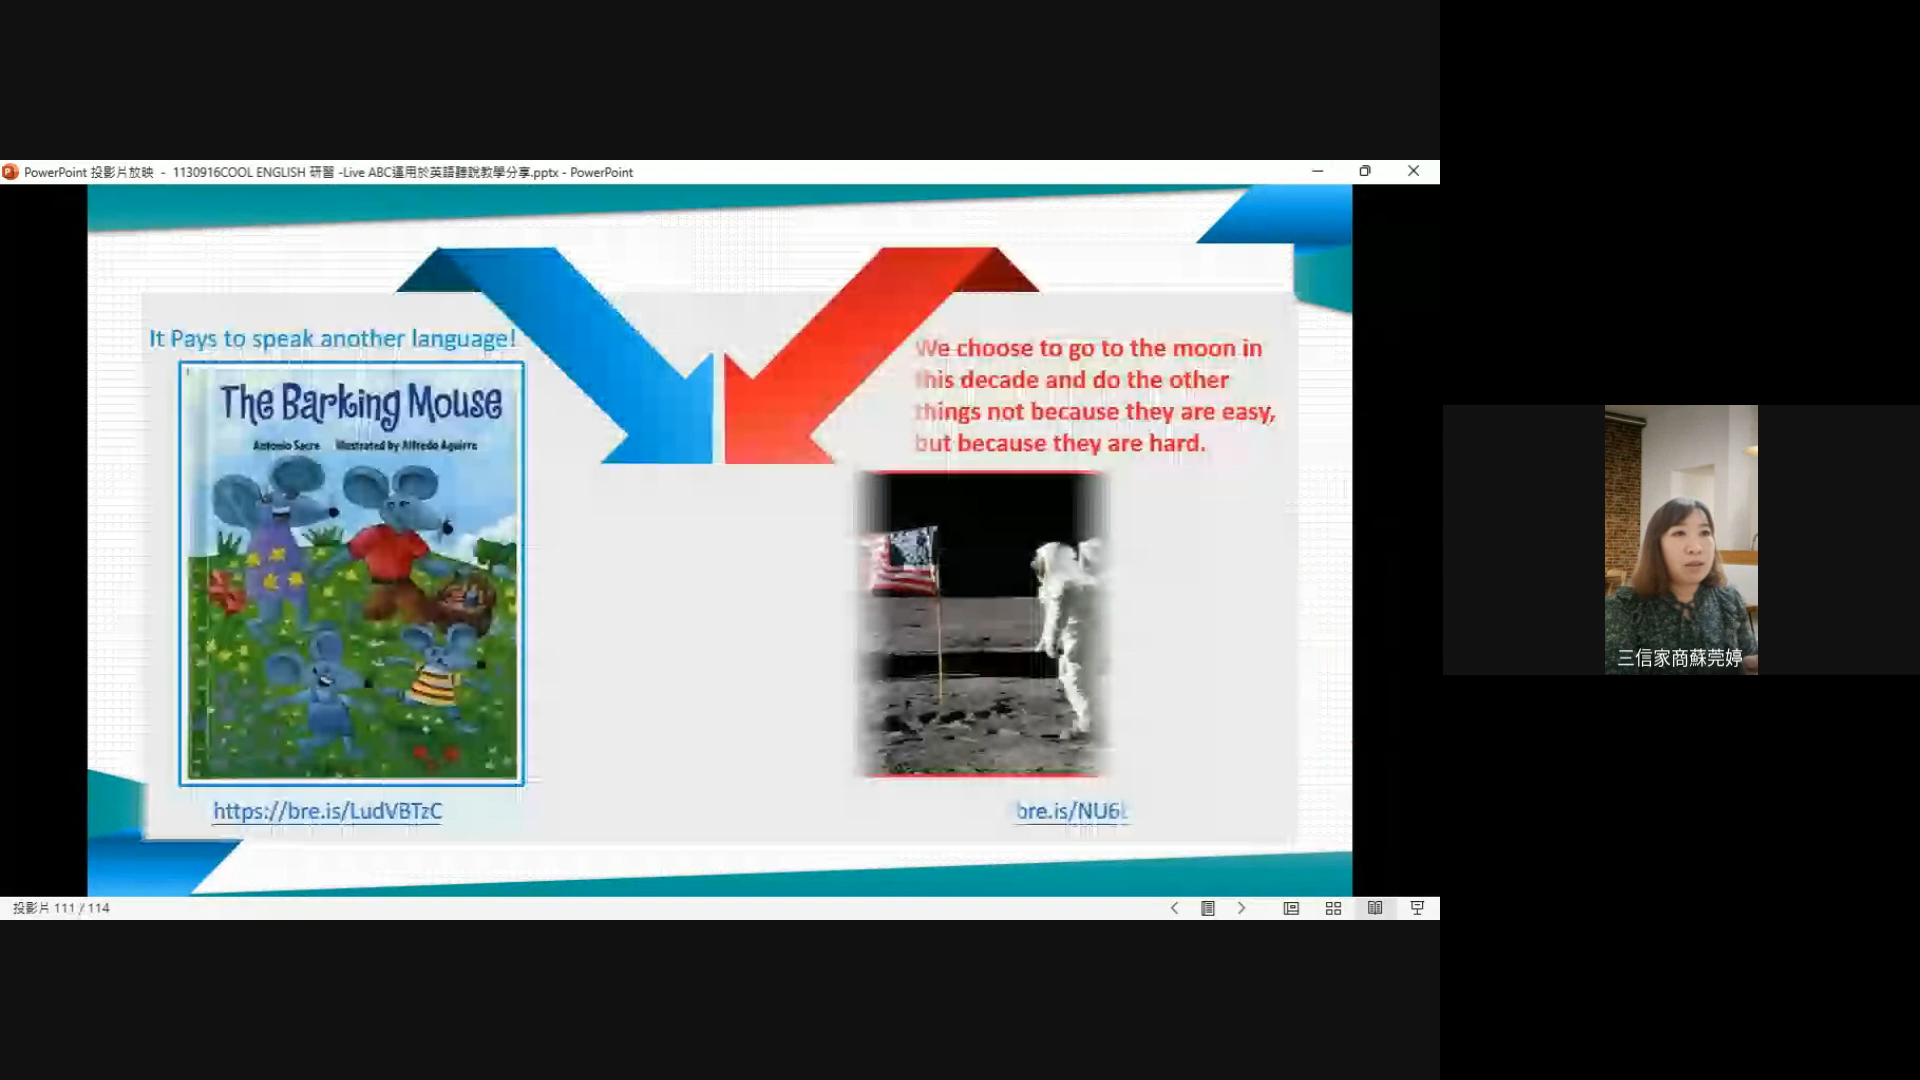 PowerPoint 投影片放映 - 1130916COOL ENGLISH 研習 -Live ABC運用於英語聽說教學分享.pptx - PowerPoint
It Pays to speak another language!
The Barking Mouse
Antonio Sacre Illustrated by Alfredo Aguirre
https://bre.is/LudVBTzC
We choose to go to the moon in
this decade and do the other
things not because they are easy,
but because they are hard.
bre.is/NU6
三信家商蘇莞婷
投影片 111 / 114